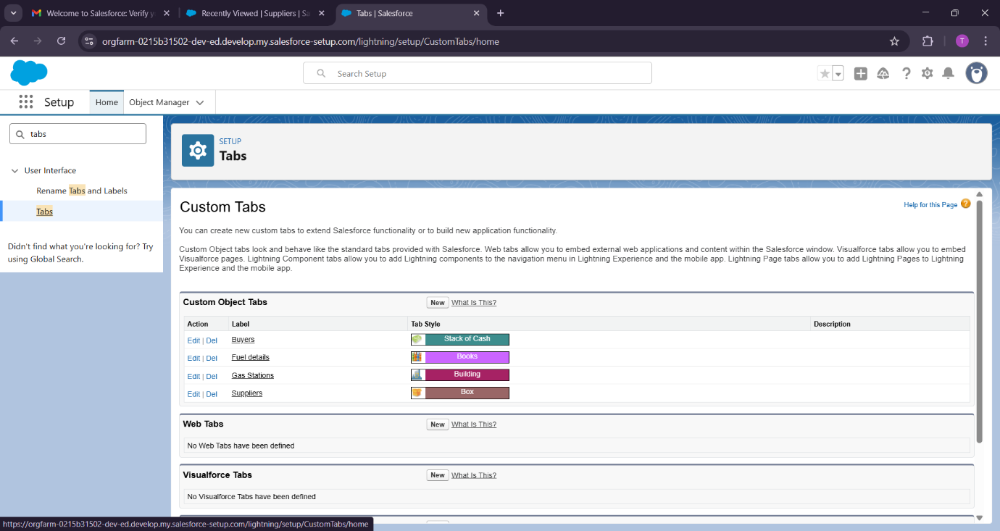 Welcome to Salesforce: Verify y
Recently Viewed | Suppliers | Sa
Tabs | Salesforce
orgfarm-0215b31502-dev-ed.develop.my.salesforce-setup.com/lightning/setup/CustomTabs/home
T
Search Setup
Setup
Home
Object Manager
tabs
User Interface
Rename Tabs and Labels
Tabs
Didn't find what you're looking for? Try
using Global Search.
SETUP
Tabs
Custom Tabs
Help for this Page
You can create new custom tabs to extend Salesforce functionality or to build new application functionality.
Custom Object tabs look and behave like the standard tabs provided with Salesforce. Web tabs allow you to embed external web applications and content within the Salesforce window. Visualforce tabs allow you to embed
Visualforce pages. Lightning Component tabs allow you to add Lightning components to the navigation menu in Lightning Experience and the mobile app. Lightning Page tabs allow you to add Lightning Pages to Lightning
Experience and the mobile app.
Custom Object Tabs New What Is This?
Action Label Tab Style Description
Edit | Del Buyers Stack of Cash
Edit | Del Fuel details Books
Edit | Del Gas Stations Building
Edit | Del Suppliers Box
Web Tabs New What Is This?
No Web Tabs have been defined
Visualforce Tabs New What Is This?
No Visualforce Tabs have been defined
https://orgfarm-0215b31502-dev-ed.develop.my.salesforce-setup.com/lightning/setup/CustomTabs/home